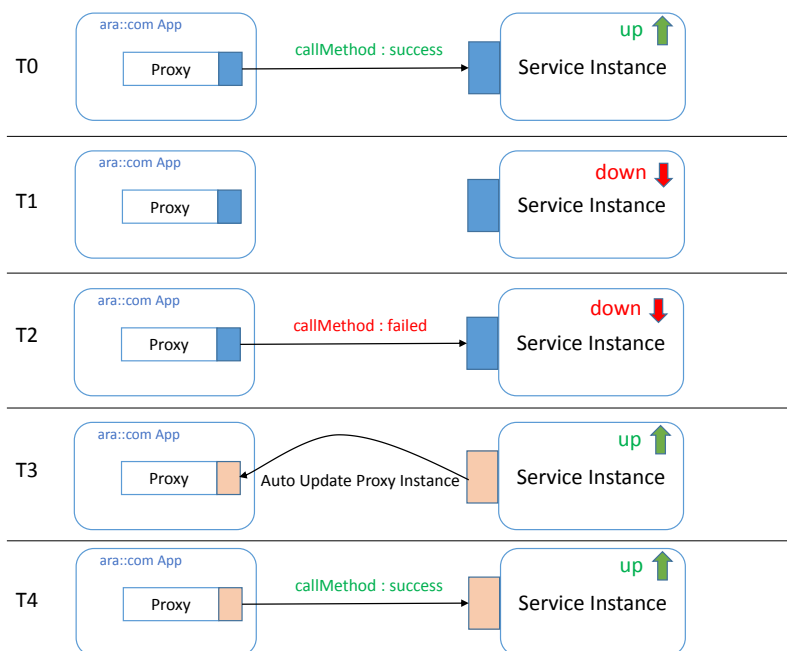 ara::com App
up
T0
Proxy
callMethod : success
Service Instance
ara::com App
down
T1
Proxy
Service Instance
ara::com App
down
T2
Proxy
callMethod : failed
Service Instance
ara::com App
up
T3
Proxy
Auto Update Proxy Instance
Service Instance
ara::com App
up
T4
Proxy
callMethod : success
Service Instance